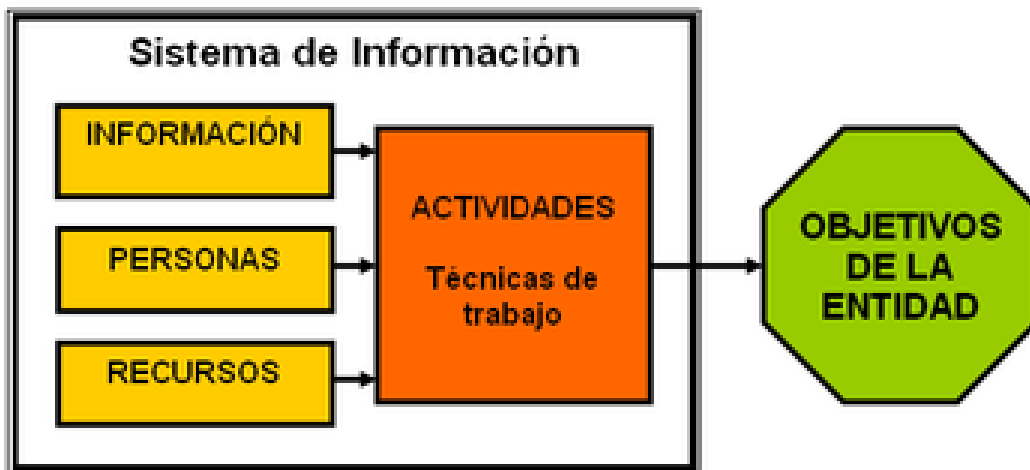 Sistema de Información
INFORMACIÓN
PERSONAS
RECURSOS
ACTIVIDADES
Técnicas de
trabajo
OBJETIVOS
DE LA
ENTIDAD